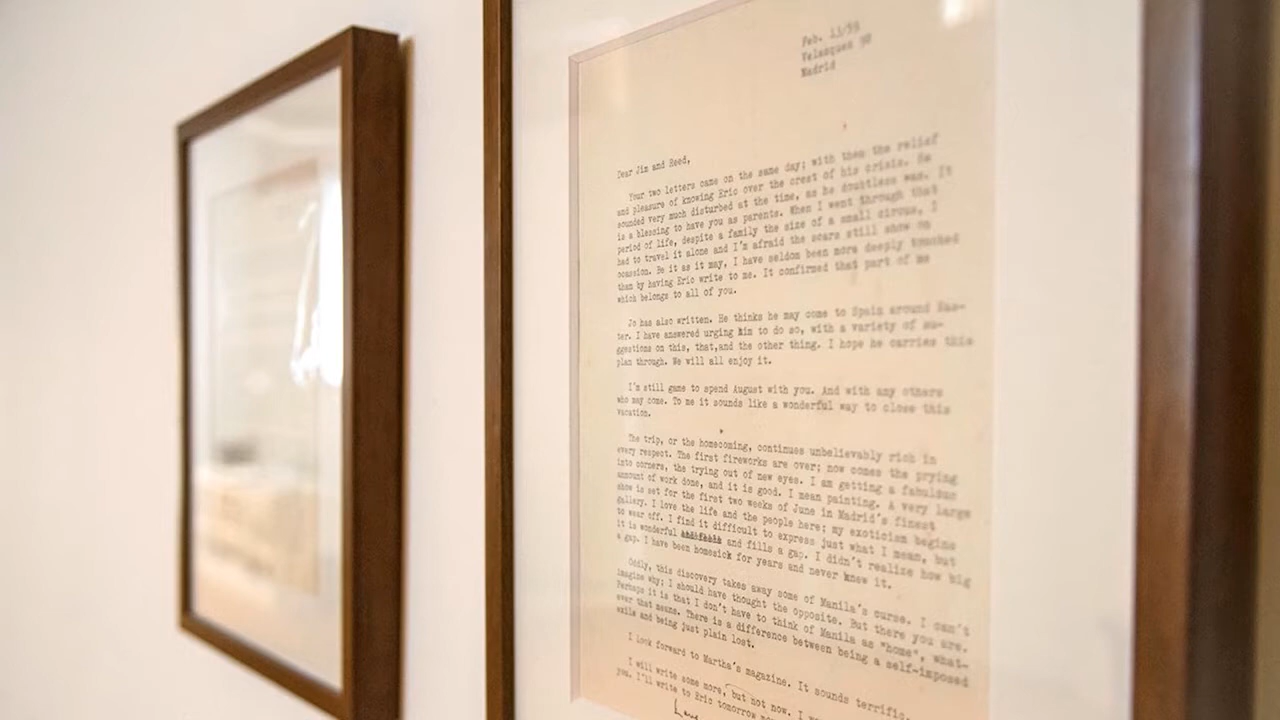 Feb. 13/59
Velazquez 98
Madrid
Dear Jim and Reed,
Your two letters came on the same day; with them the relief
and pleasure of knowing Eric over the crest of his crisis. He
sounded very much disturbed at the time, as he doubtless was. It
is a blessing to have you as parents. When I went through that
period of life, despite a family the size of a small circus, I
had to travel it alone and I'm afraid the scars still show on
ocassion. Be it as it may, I have seldom been more deeply touched
than by having Eric write to me. It confirmed that part of me
which belongs to all of you.
Jo has also written. He thinks he may come to Spain around Eas-
ter. I have answered urging him to do so, with a variety of su-
ggestions on this, that,and the other thing. I hope he carries this
plan through. We will all enjoy it.
I'm still game to spend August with you. And with any others
who may come. To me it sounds like a wonderful way to close this
vacation.
The trip, or the homecoming, continues unbelievably rich in
every respect. The first fireworks are over; now comes the prying
into corners, the trying out of new eyes. I am getting a fabulous
amount of work done, and it is good. I mean painting. A very large
show is set for the first two weeks of June in Madrid's finest
gallery. I love the life and the people here; my exoticism begins
to wear off. I find it difficult to express just what I mean, but
it is wonderful and fills a gap. I didn't realize how big
a gap. I have been homesick for years and never knew it.
Oddly, this discovery takes away some of Manila's curse. I can't
imagine why; I should have thought the opposite. But there you are.
Perhaps it is that I don't have to think of Manila as "home", what-
ever that means. There is a difference between being a self-imposed
exile and being just plain lost.
I look forward to Martha's magazine. It sounds terrific.
I will write some more, but not now. I
you. I'll write to Eric tomorrow